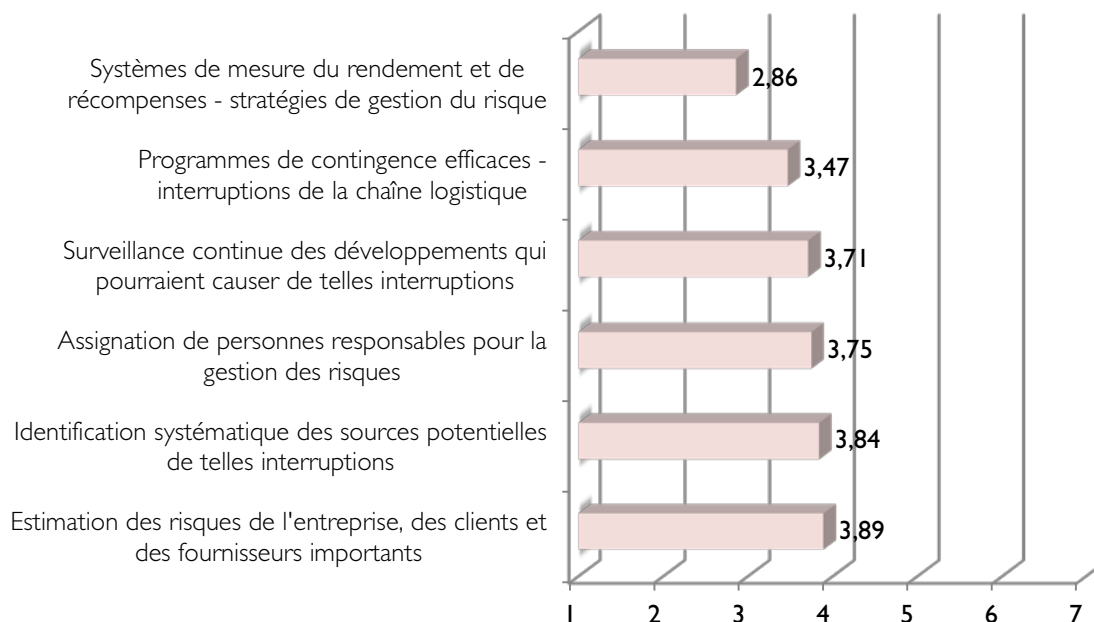 Systèmes de mesure du rendement et de
récompenses - stratégies de gestion du risque
2,86
Programmes de contingence efficaces -
interruptions de la chaîne logistique
3,47
Surveillance continue des développements qui
pourraient causer de telles interruptions
3,71
Assignation de personnes responsables pour la
gestion des risques
3,75
Identification systématique des sources potentielles
de telles interruptions
3,84
Estimation des risques de l'entreprise, des clients et
des fournisseurs importants
3,89
1 2 3 4 5 6 7